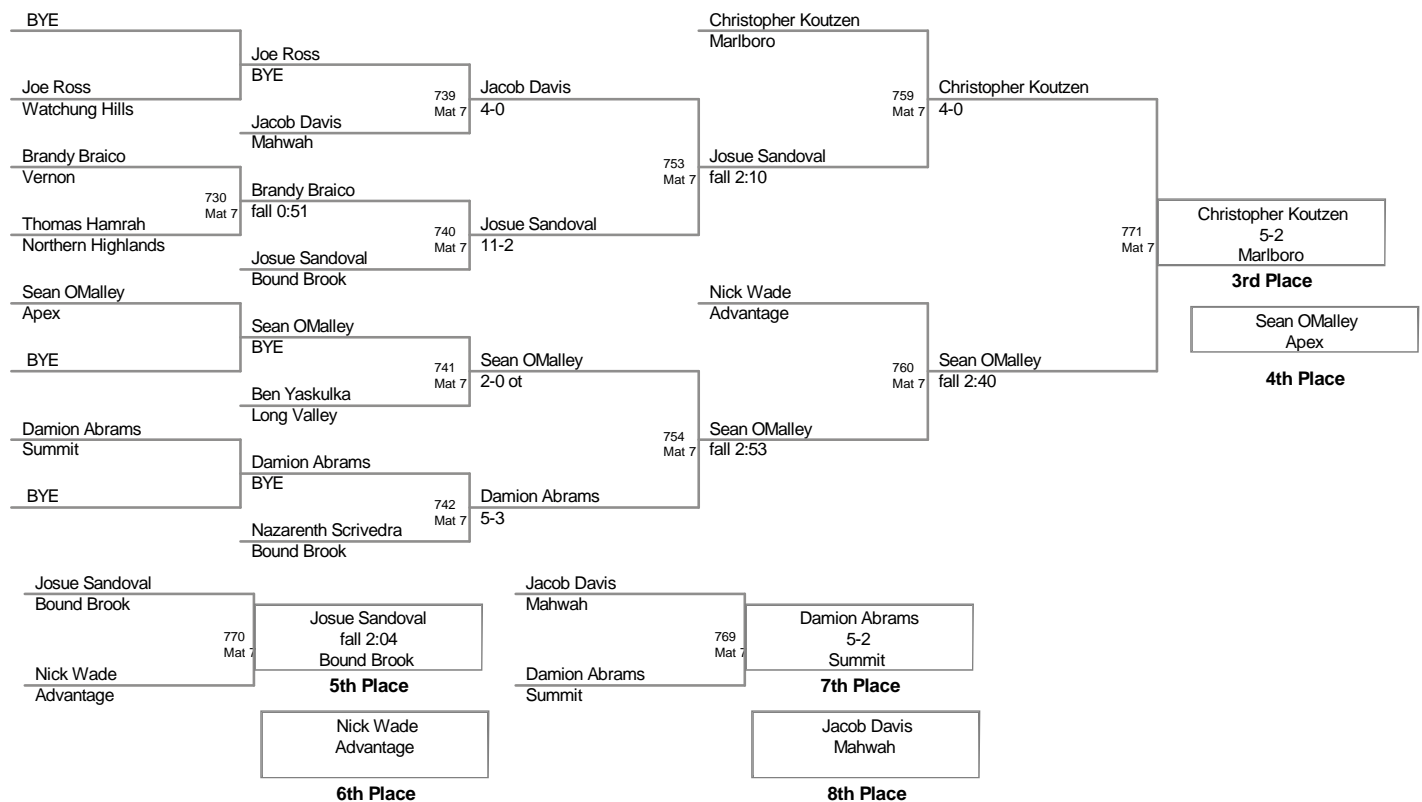 BYE
Joe Ross
Watchung Hills
Brandy Braico
Vernon
730
Mat 7
Thomas Hamrah
Northern Highlands
Sean OMalley
Apex
BYE
Damion Abrams
Summit
BYE
Joe Ross
BYE
739
Mat 7
Jacob Davis
Mahwah
Brandy Braico
fall 0:51
740
Mat 7
Josue Sandoval
Bound Brook
Sean OMalley
BYE
741
Mat 7
Ben Yaskulka
Long Valley
Damion Abrams
BYE
742
Mat 7
Nazarenth Scrivedra
Bound Brook
Jacob Davis
4-0
753
Mat 7
Josue Sandoval
11-2
Sean OMalley
2-0 ot
754
Mat 7
Damion Abrams
5-3
Christopher Koutzen
Marlboro
759
Mat 7
Josue Sandoval
fall 2:10
Nick Wade
Advantage
760
Mat 7
Sean OMalley
fall 2:53
Christopher Koutzen
4-0
771
Mat 7
Sean OMalley
fall 2:40
Christopher Koutzen
5-2
Marlboro
3rd Place
Sean OMalley
Apex
4th Place
Josue Sandoval
Bound Brook
770
Mat 7
Nick Wade
Advantage
Josue Sandoval
fall 2:04
Bound Brook
5th Place
Nick Wade
Advantage
6th Place
Jacob Davis
Mahwah
769
Mat 7
Damion Abrams
Summit
Damion Abrams
5-2
Summit
7th Place
Jacob Davis
Mahwah
8th Place